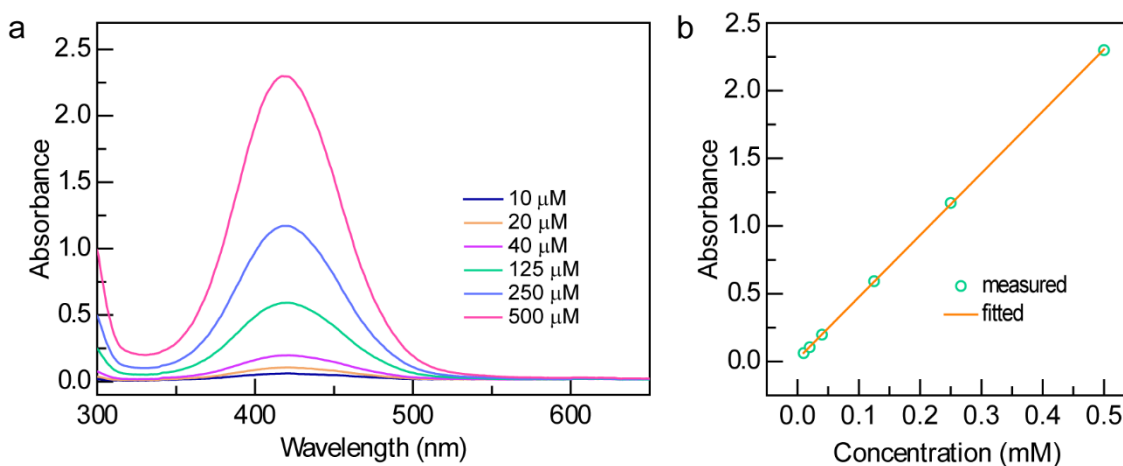 a
2.5
2.0
1.5
1.0
0.5
0.0
Absorbance
300
400
500
600
Wavelength (nm)
10 μM
20 μM
40 μM
125 μM
250 μM
500 μM
b
2.5
2.0
1.5
1.0
0.5
0.0
Absorbance
0.0
0.1
0.2
0.3
0.4
0.5
Concentration (mM)
measured
fitted